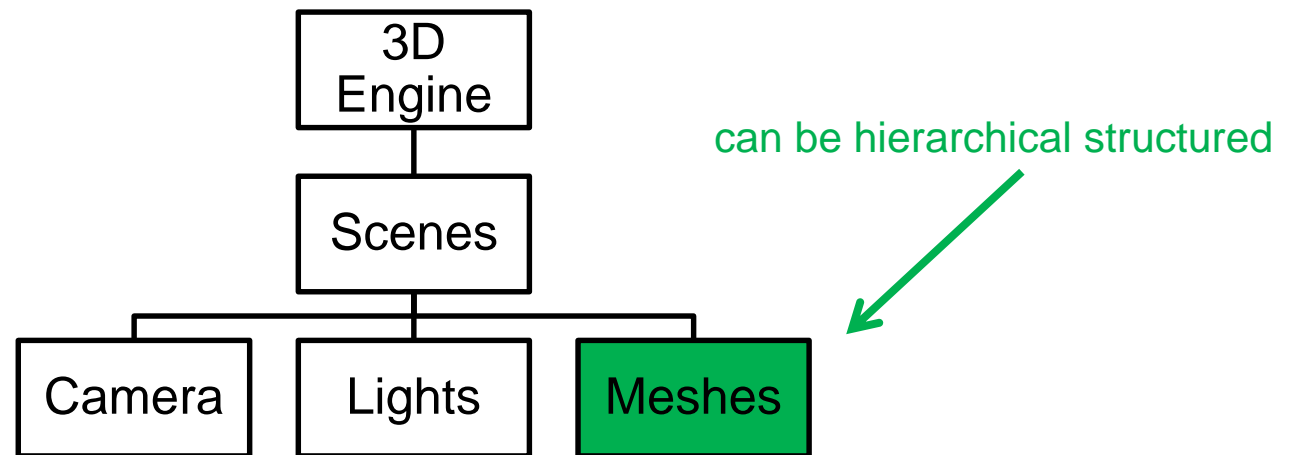 3D
Engine
can be hierarchical structured
Scenes
Camera
Lights
Meshes